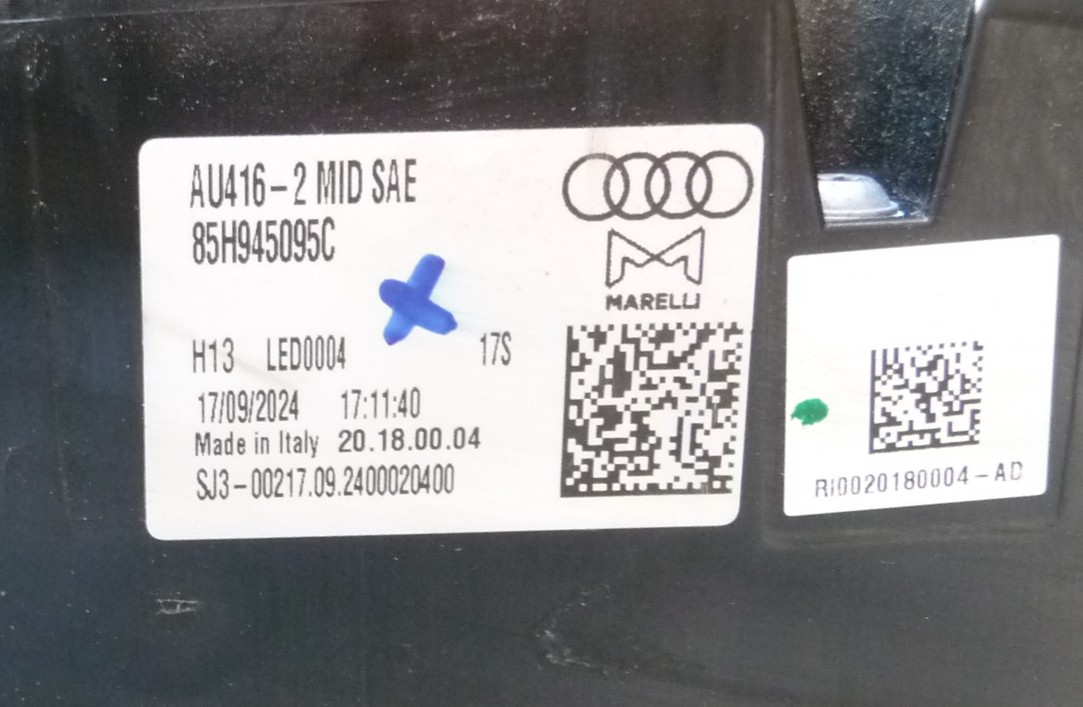 AU416-2 MID SAE
85H945095C
MARELLI
H13 LED0004 17S
17/09/2024 17:11:40
Made in Italy 20.18.00.04
SJ3-00217.09.2400020400
RI0020180004-AD